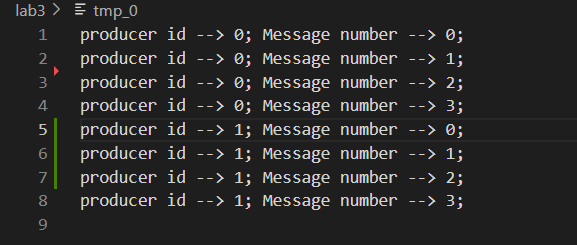 lab3 > tmp_0
1 producer id --> 0; Message number --> 0;
2 producer id --> 0; Message number --> 1;
3 producer id --> 0; Message number --> 2;
4 producer id --> 0; Message number --> 3;
5 producer id --> 1; Message number --> 0;
6 producer id --> 1; Message number --> 1;
7 producer id --> 1; Message number --> 2;
8 producer id --> 1; Message number --> 3;
9